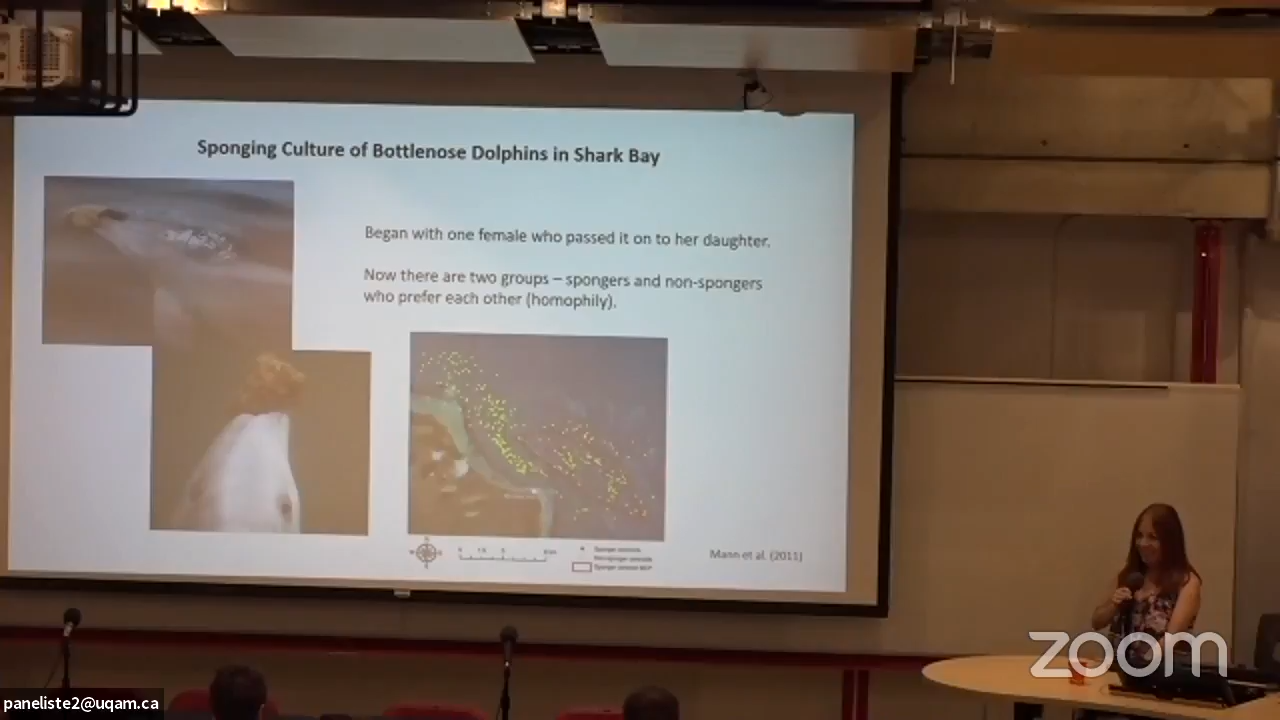 Sponging Culture of Bottlenose Dolphins in Shark Bay
Began with one female who passed it on to her daughter.
Now there are two groups – spongers and non-spongers
who prefer each other (homophily).
Mann et al. (2011)
zoom
paneliste2@uqam.ca